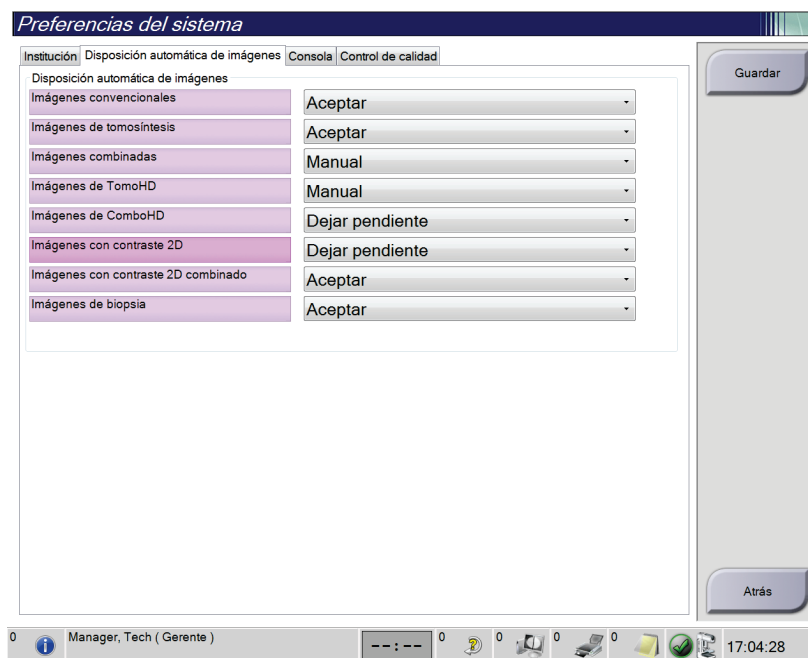 Preferencias del sistema
Institución Disposición automática de imágenes Consola Control de calidad
Guardar
Disposición automática de imágenes
Imágenes convencionales Aceptar
Imágenes de tomosíntesis Aceptar
Imágenes combinadas Manual
Imágenes de TomoHD Manual
Imágenes de ComboHD Dejar pendiente
Imágenes con contraste 2D Dejar pendiente
Imágenes con contraste 2D combinado Aceptar
Imágenes de biopsia Aceptar
Atrás
0 Manager, Tech ( Gerente ) --:-- 0 0 0 0 17:04:28